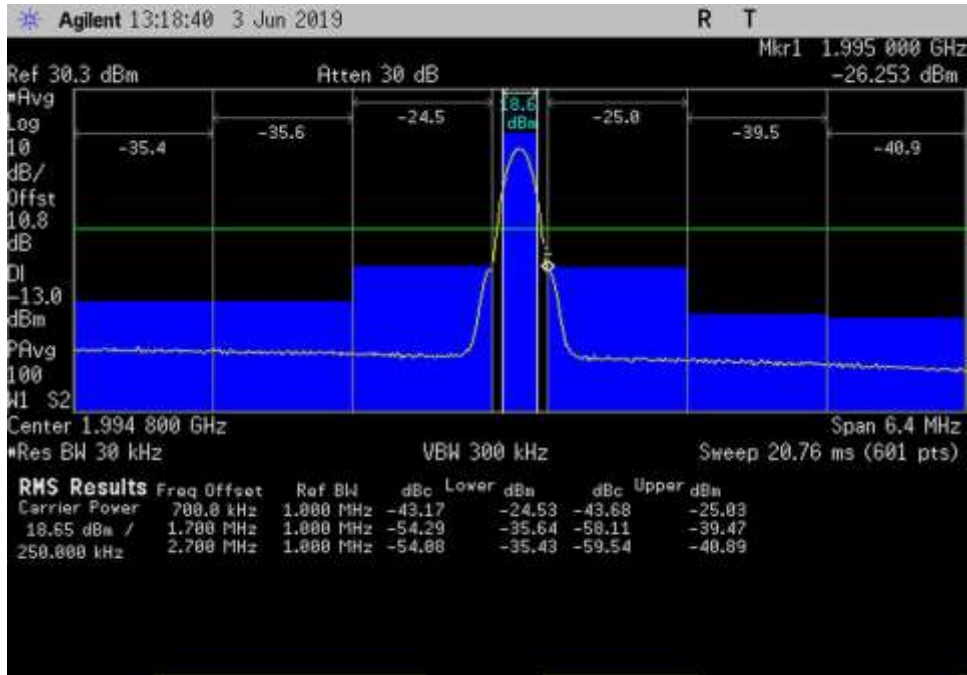 Agilent 13:18:40 3 Jun 2019 R T
Mkr1 1.995 000 GHz
Ref 30.3 dBm Atten 30 dB -26.253 dBm
#Avg
Log
10
dB/
Offst
10.8
dB
DI
-13.0
dBm
PAvg
100
W1 S2
-35.4 -35.6 -24.5 18.6 dBm -25.0 -39.5 -40.9
Center 1.994 800 GHz Span 6.4 MHz
#Res BW 30 kHz VBW 300 kHz Sweep 20.76 ms (601 pts)
RMS Results Freq Offset Ref BW dBc Lower dBm dBc Upper dBm
Carrier Power 700.0 kHz 1.000 MHz -43.17 -24.53 -43.68 -25.03
18.65 dBm / 1.700 MHz 1.000 MHz -54.29 -35.64 -58.11 -39.47
250.000 kHz 2.700 MHz 1.000 MHz -54.08 -35.43 -59.54 -40.89